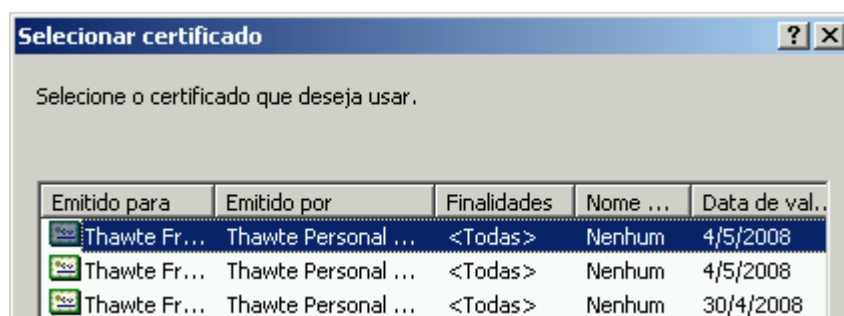 Selecionar certificado
Selecione o certificado que deseja usar.
Emitido para Emitido por Finalidades Nome ... Data de val...
Thawte Fr... Thawte Personal ... <Todas> Nenhum 4/5/2008
Thawte Fr... Thawte Personal ... <Todas> Nenhum 4/5/2008
Thawte Fr... Thawte Personal ... <Todas> Nenhum 30/4/2008